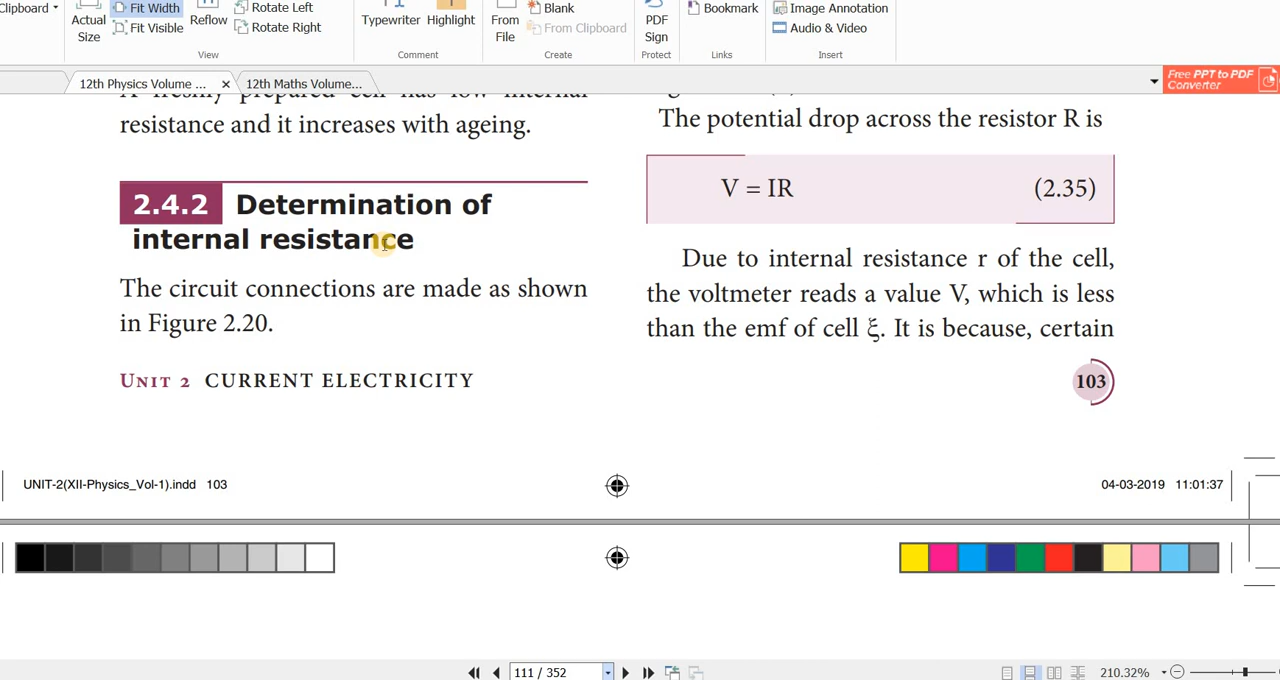 Clipboard
Fit Width
Rotate Left
Blank
Bookmark
Image Annotation
Actual Size
Reflow
Typewriter
Highlight
From File
From Clipboard
PDF Sign
Fit Visible
Rotate Right
Audio & Video
View
Comment
Create
Protect
Links
Insert
12th Physics Volume ...
12th Maths Volume...
Free PPT to PDF
Converter
A freshly prepared cell has low internal
resistance and it increases with ageing.
2.4.2 Determination of
internal resistance
The circuit connections are made as shown
in Figure 2.20.
The potential drop across the resistor R is
V = IR (2.35)
Due to internal resistance r of the cell,
the voltmeter reads a value V, which is less
than the emf of cell ξ. It is because, certain
UNIT 2 CURRENT ELECTRICITY
103
UNIT-2(XII-Physics_Vol-1).indd 103
04-03-2019 11:01:37
111 / 352
210.32%